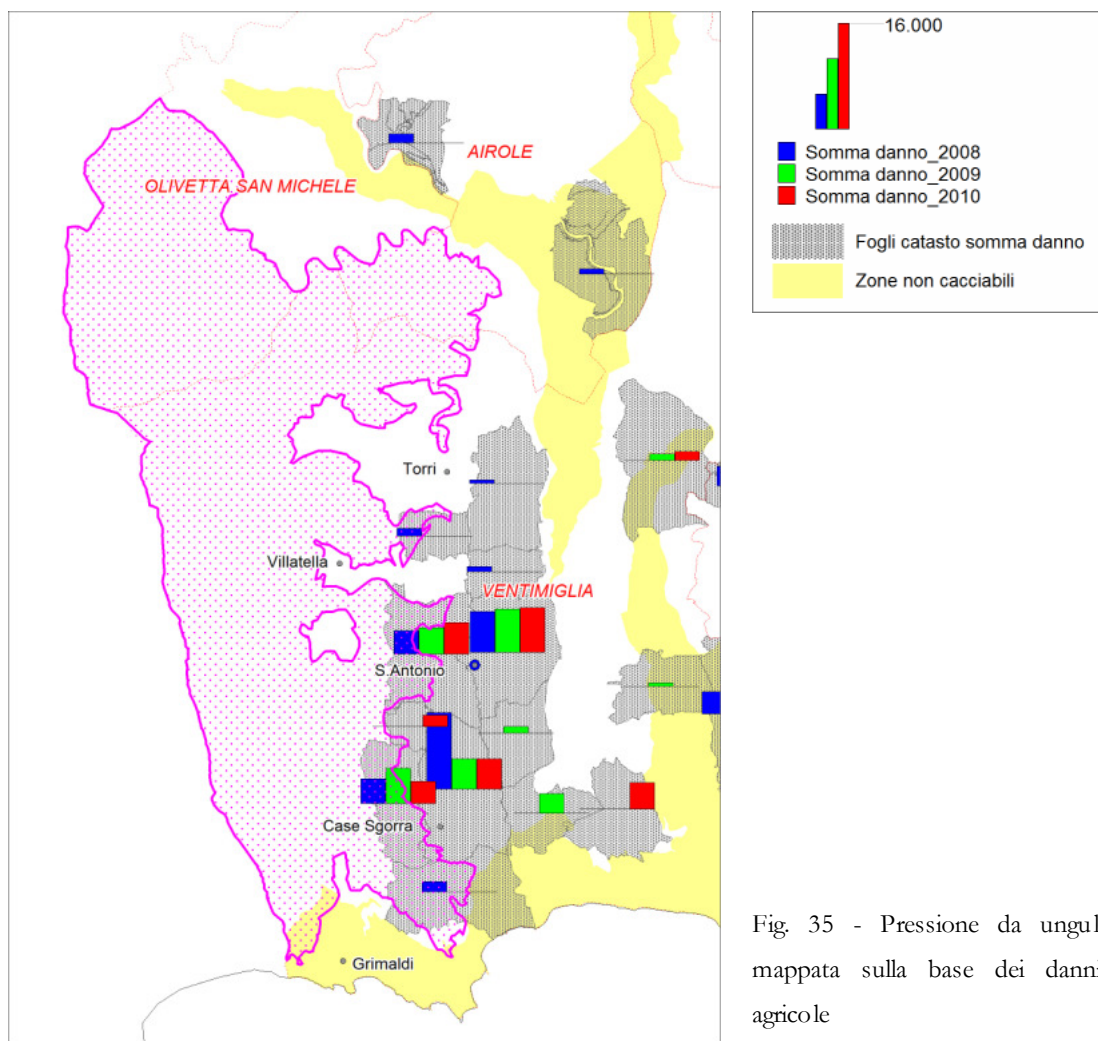 AIROLE
OLIVETTA SAN MICHELE
Torri
Villatella
VENTIMIGLIA
S.Antonio
Case Sgorra
Grimaldi
16.000
Somma danno_2008
Somma danno_2009
Somma danno_2010
Fogli catasto somma danno
Zone non cacciabili
Fig. 35 - Pressione da ungul
mappata sulla base dei danni
agricole